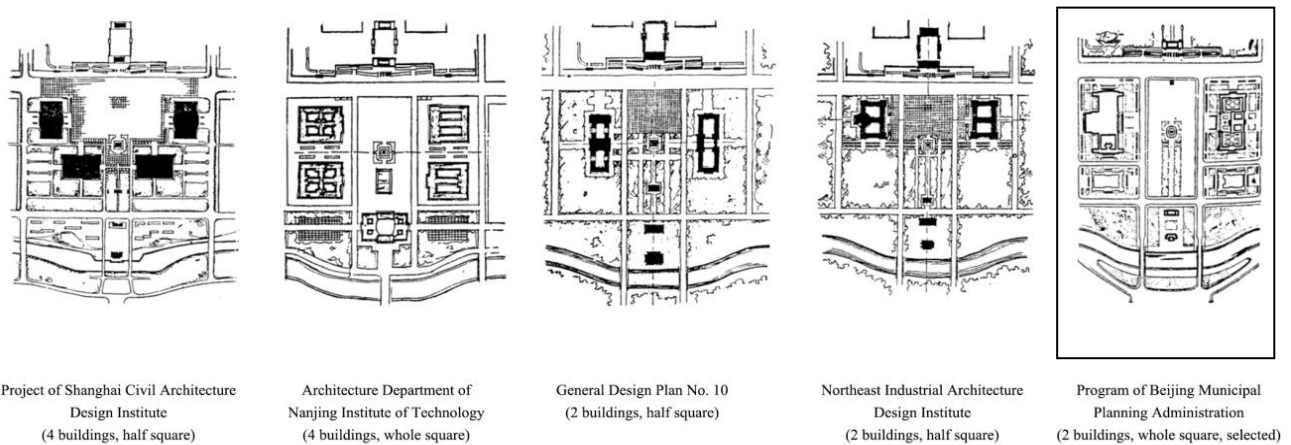 Project of Shanghai Civil Architecture
Design Institute
(4 buildings, half square)
Architecture Department of
Nanjing Institute of Technology
(4 buildings, whole square)
General Design Plan No. 10
(2 buildings, half square)
Northeast Industrial Architecture
Design Institute
(2 buildings, half square)
Program of Beijing Municipal
Planning Administration
(2 buildings, whole square, selected)